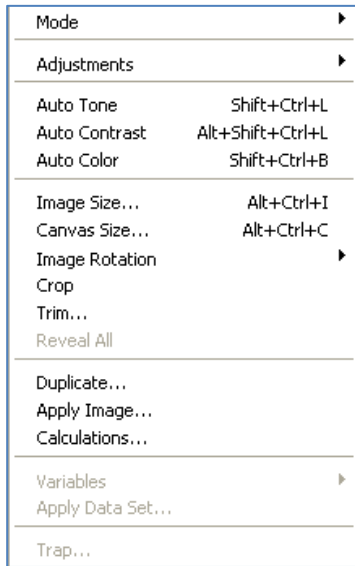 Mode
Adjustments
Auto Tone Shift+Ctrl+L
Auto Contrast Alt+Shift+Ctrl+L
Auto Color Shift+Ctrl+B
Image Size... Alt+Ctrl+I
Canvas Size... Alt+Ctrl+C
Image Rotation
Crop
Trim...
Reveal All
Duplicate...
Apply Image...
Calculations...
Variables
Apply Data Set...
Trap...